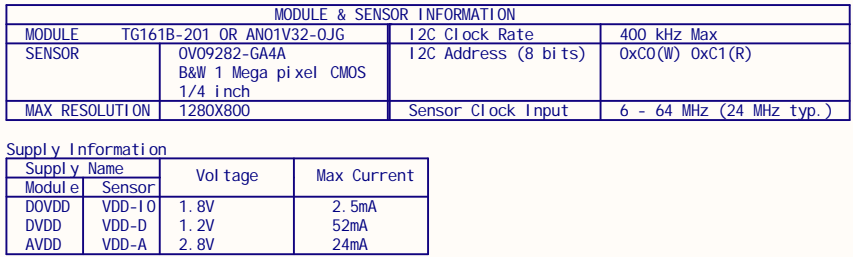 MODULE & SENSOR INFORMATION
MODULE TG161B-201 OR AN01V32-0JG I2C Clock Rate 400 kHz Max
SENSOR OV09282-GA4A I2C Address (8 bits) 0xC0(W) 0xC1(R)
B&W 1 Mega pixel CMOS
1/4 inch
MAX RESOLUTION 1280X800 Sensor Clock Input 6 - 64 MHz (24 MHz typ.)
Supply Information
Supply Name Voltage Max Current
Module Sensor
DOVDD VDD-IO 1.8V 2.5mA
DVDD VDD-D 1.2V 52mA
AVDD VDD-A 2.8V 24mA